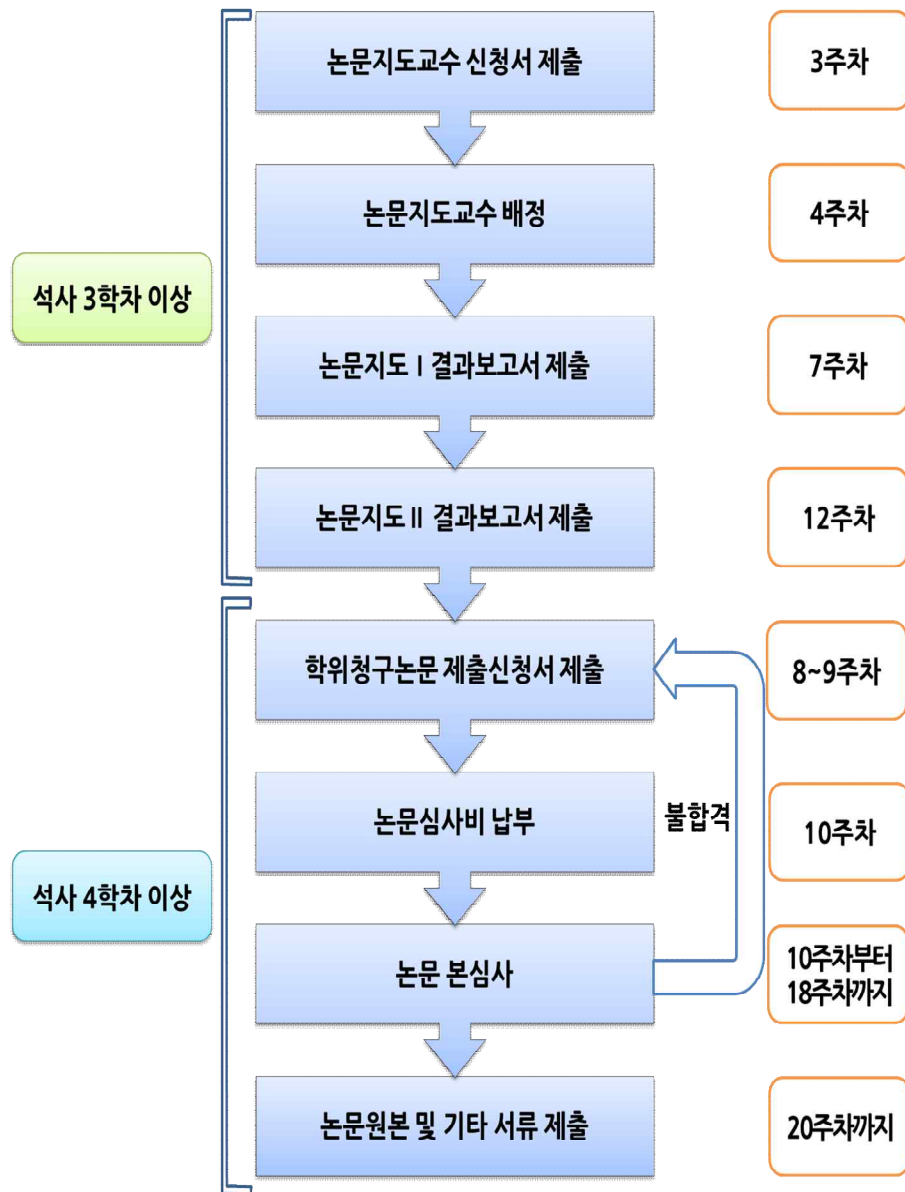 논문지도교수 신청서 제출
3주차
논문지도교수 배정
4주차
석사 3학차 이상
논문지도 Ⅰ 결과보고서 제출
7주차
논문지도 Ⅱ 결과보고서 제출
12주차
학위청구논문 제출신청서 제출
8~9주차
논문심사비 납부
불합격
10주차
석사 4학차 이상
논문 본심사
10주차부터
18주차까지
논문원본 및 기타 서류 제출
20주차까지